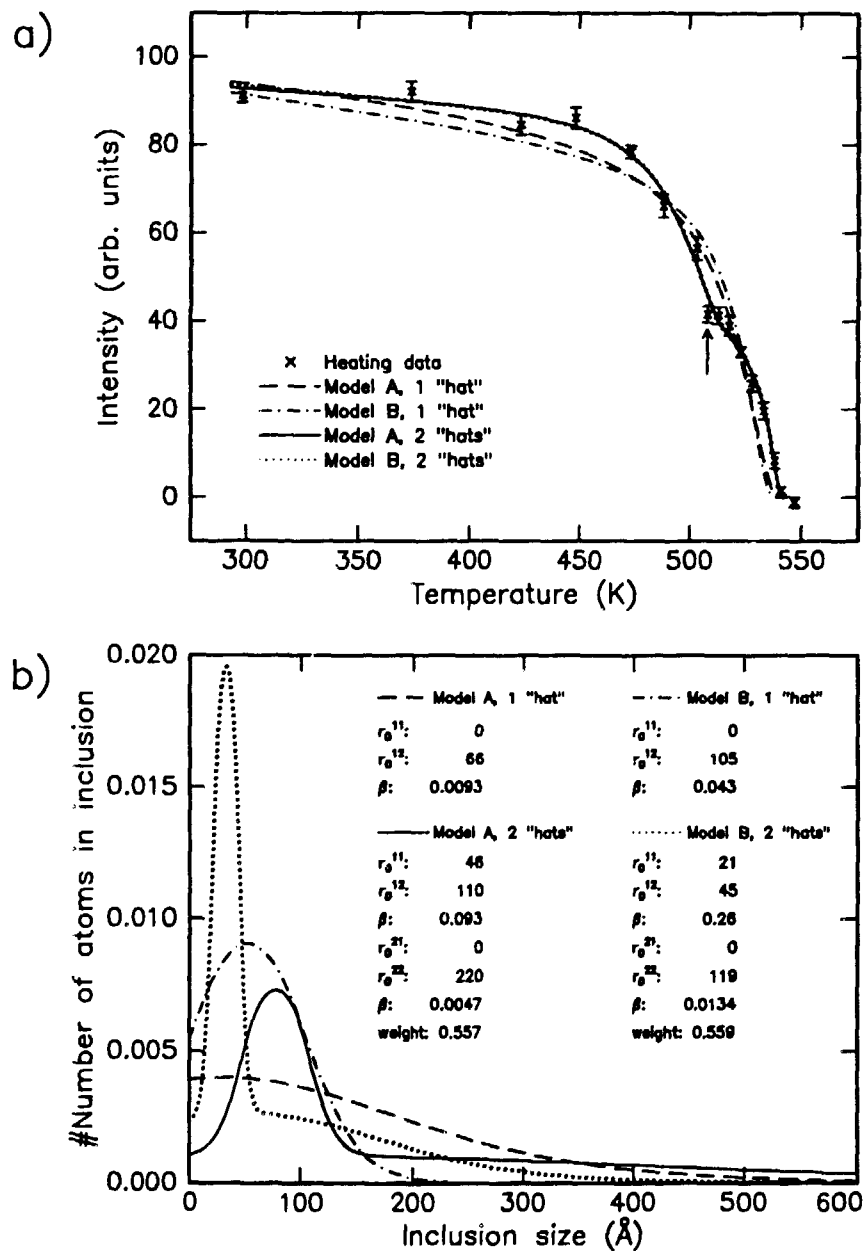 a)
100
80
60
40
20
0
Intensity (arb. units)
Heating data
Model A, 1 "hat"
Model B, 1 "hat"
Model A, 2 "hats"
Model B, 2 "hats"
300 350 400 450 500 550
Temperature (K)
b)
0.020
0.015
0.010
0.005
0.000
#Number of atoms in inclusion
Model A, 1 "hat"
r₀¹¹: 0
r₀¹²: 66
β: 0.0093
Model B, 1 "hat"
r₀¹¹: 0
r₀¹²: 105
β: 0.043
Model A, 2 "hats"
r₀¹¹: 46
r₀¹²: 110
β: 0.093
r₀²¹: 0
r₀²²: 220
β: 0.0047
weight: 0.557
Model B, 2 "hats"
r₀¹¹: 21
r₀¹²: 45
β: 0.26
r₀²¹: 0
r₀²²: 119
β: 0.0134
weight: 0.559
0 100 200 300 400 500 600
Inclusion size (Å)